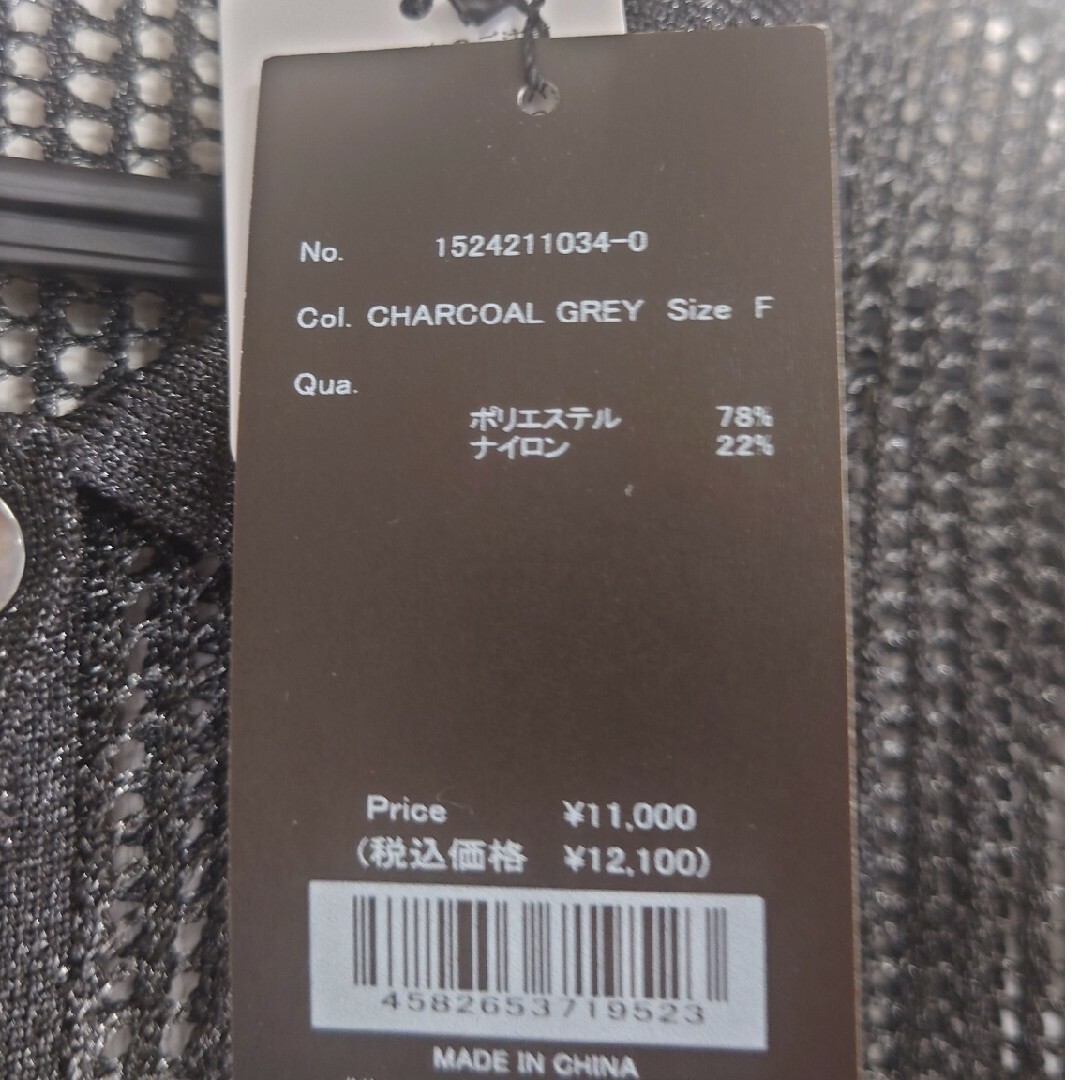 No. 1524211034-0
Col. CHARCOAL GREY Size F
Qua.
ポリエステル 78%
ナイロン 22%
Price ¥11,000
(税込価格 ¥12,100)
4582653719523
MADE IN CHINA